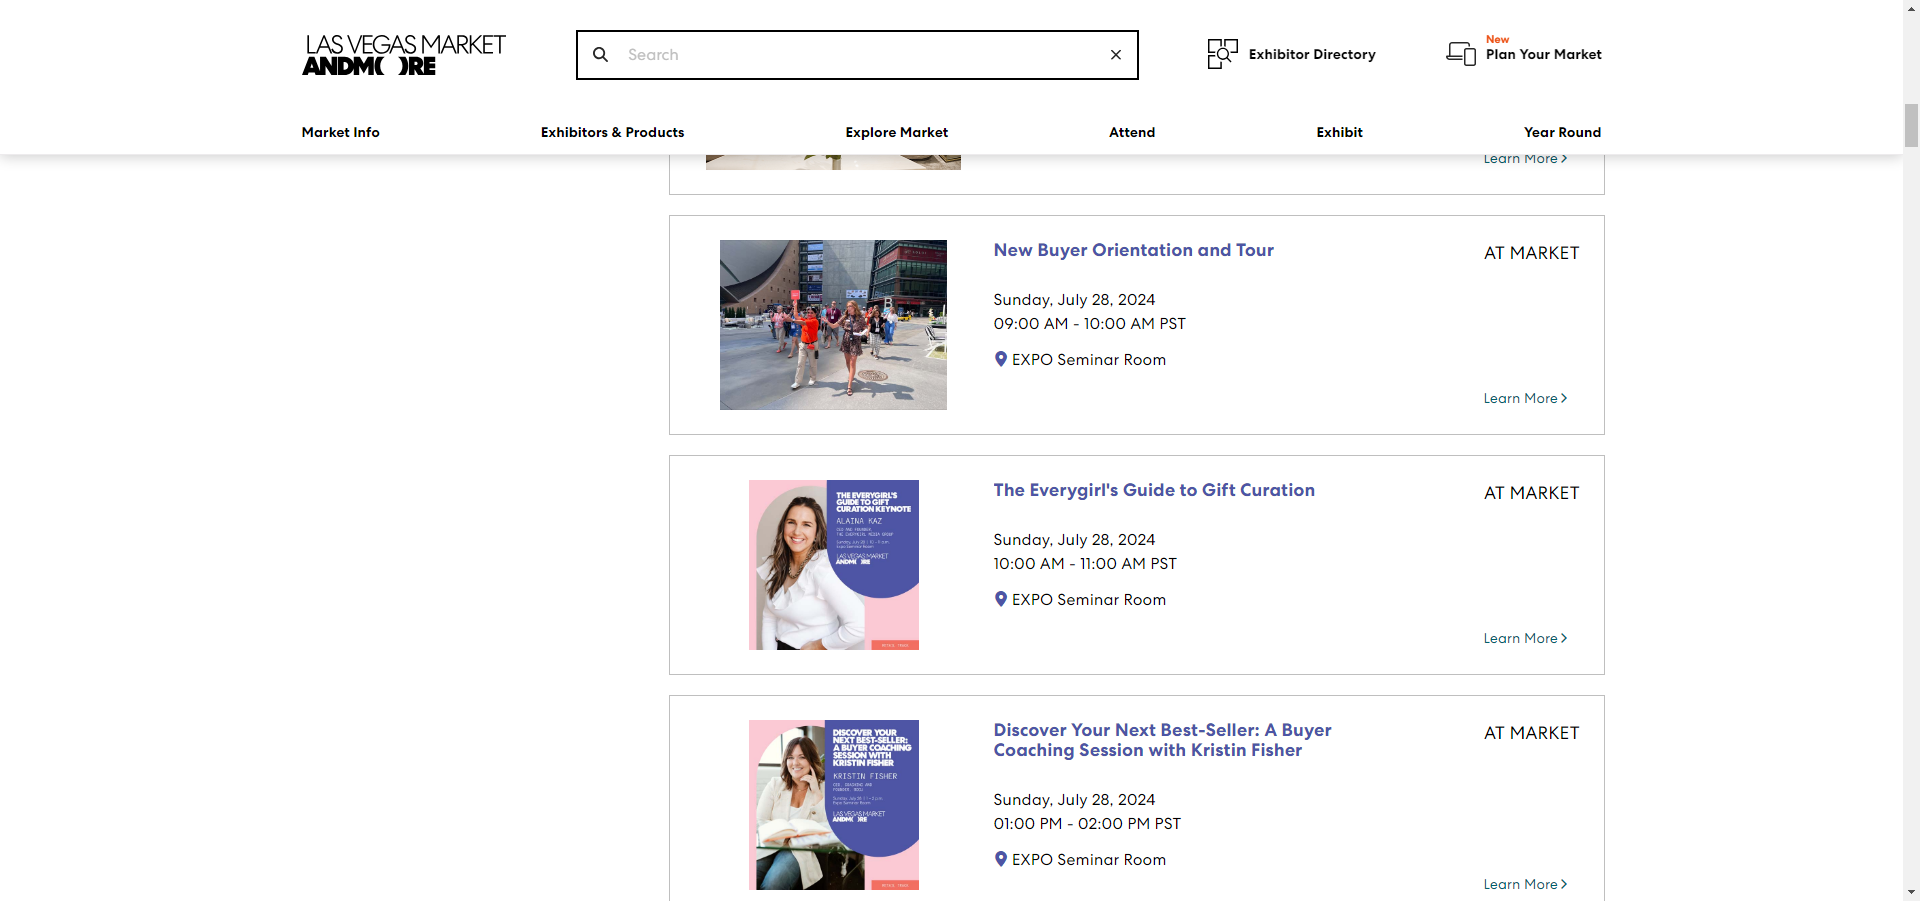 LAS VEGAS MARKET
ANDMORE
Search
Exhibitor Directory
New
Plan Your Market
Market Info
Exhibitors & Products
Explore Market
Attend
Exhibit
Year Round
Learn More
New Buyer Orientation and Tour
AT MARKET
Sunday, July 28, 2024
09:00 AM - 10:00 AM PST
EXPO Seminar Room
Learn More
THE EVERYGIRL'S
GUIDE TO GIFT
CURATION KEYNOTE
ALAINA KAZ
LAS VEGAS MARKET
ANDMORE
The Everygirl's Guide to Gift Curation
AT MARKET
Sunday, July 28, 2024
10:00 AM - 11:00 AM PST
EXPO Seminar Room
Learn More
DISCOVER YOUR
NEXT BEST-SELLER:
A BUYER COACHING
SESSION WITH
KRISTIN FISHER
KRISTIN FISHER
LAS VEGAS MARKET
ANDMORE
Discover Your Next Best-Seller: A Buyer
Coaching Session with Kristin Fisher
AT MARKET
Sunday, July 28, 2024
01:00 PM - 02:00 PM PST
EXPO Seminar Room
Learn More